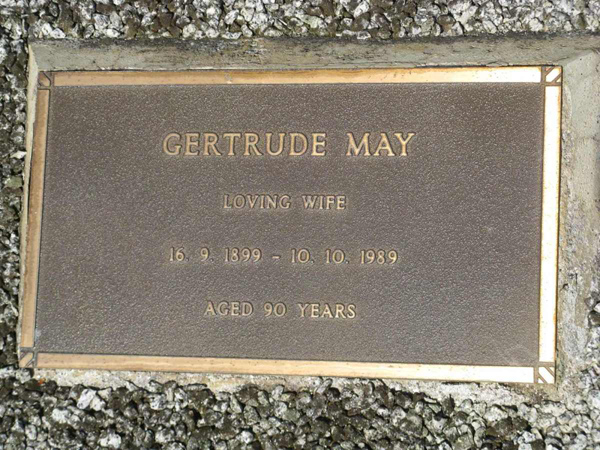 GERTRUDE MAY
LOVING WIFE
16. 9. 1899 - 10. 10. 1989
AGED 90 YEARS